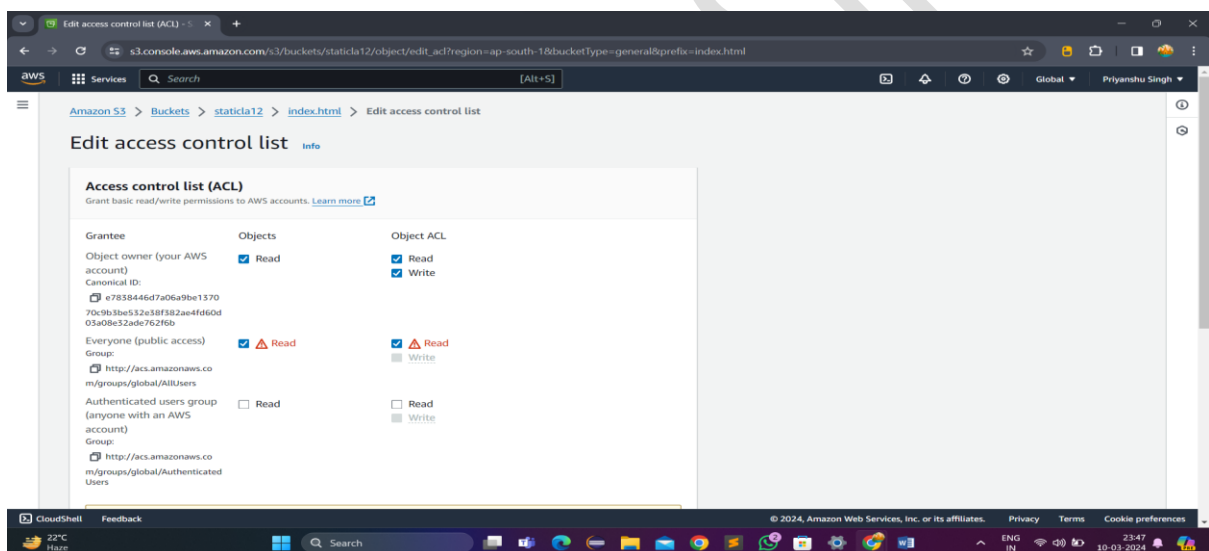 Edit access control list (ACL) - S
s3.console.aws.amazon.com/s3/buckets/staticla12/object/edit_acl?region=ap-south-1&bucketType=general&prefix=index.html
aws Services Search [Alt+S] Global Priyanshu Singh
Amazon S3 > Buckets > staticla12 > index.html > Edit access control list
Edit access control list Info
Access control list (ACL)
Grant basic read/write permissions to AWS accounts. Learn more
Grantee Objects Object ACL
Object owner (your AWS Read Read
account) Write
Canonical ID:
e7838446d7a06a9be1370
70c9b3be532e38f382ae4fd60d
03a08e32ade762f6b
Everyone (public access) Read Read
Group: Write
http://acs.amazonaws.co
m/groups/global/AllUsers
Authenticated users group Read Read
(anyone with an AWS Write
account)
Group:
http://acs.amazonaws.co
m/groups/global/Authenticated
Users
CloudShell Feedback © 2024, Amazon Web Services, Inc. or its affiliates. Privacy Terms Cookie preferences
22°C Search ENG 23:47
Haze IN 10-03-2024